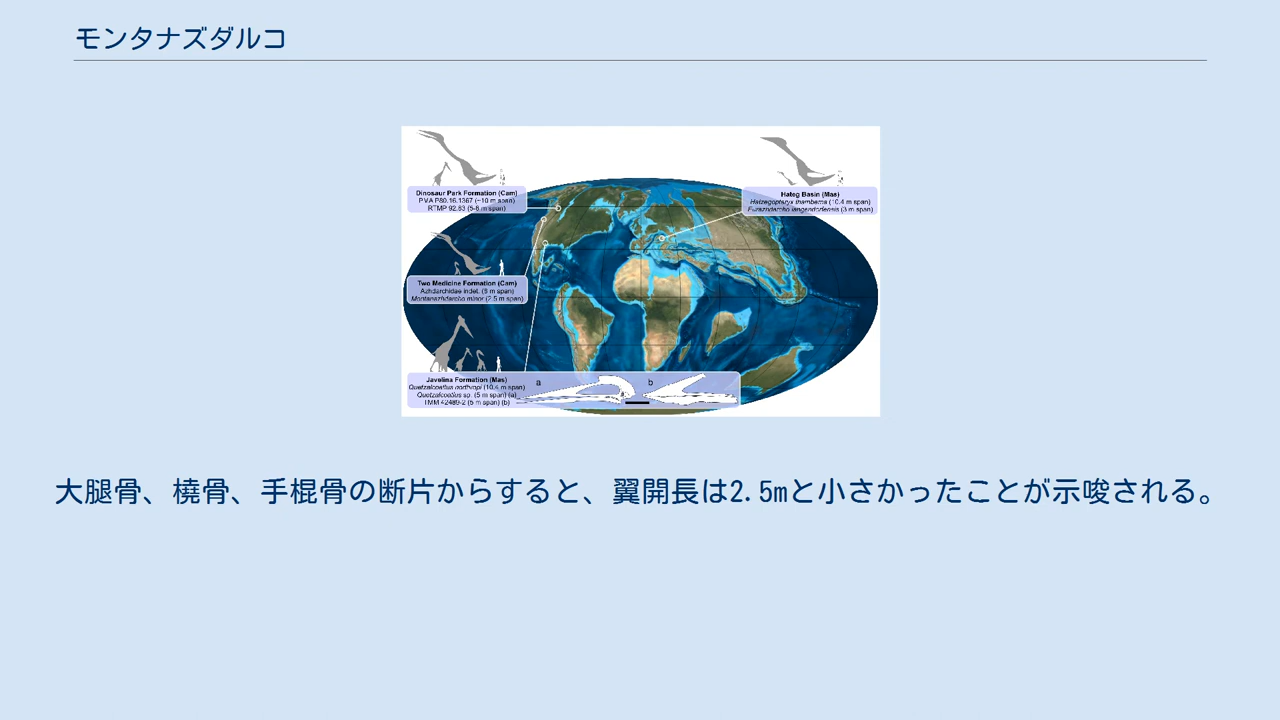 モンタナズダルコ
Dinosaur Park Formation (Cam)
PVA P80.16.1367 (~10 m span)
RTMP 92.83 (5-6 m span)
Hateg Basin (Mas)
Hatzegopteryx thambema (10.4 m span)
Eurazhdarcho langendorfensis (3 m span)
Two Medicine Formation (Cam)
Azhdarchidae indet. (8 m span)
Montanazhdarcho minor (2.5 m span)
Javelina Formation (Mas)
Quetzalcoatlus northropi (10.4 m span)
Quetzalcoatlus sp. (5 m span) (a)
TMM 42489-2 (5 m span) (b)
a
b
大腿骨、橈骨、手棍骨の断片からすると、翼開長は2.5mと小さかったことが示唆される。